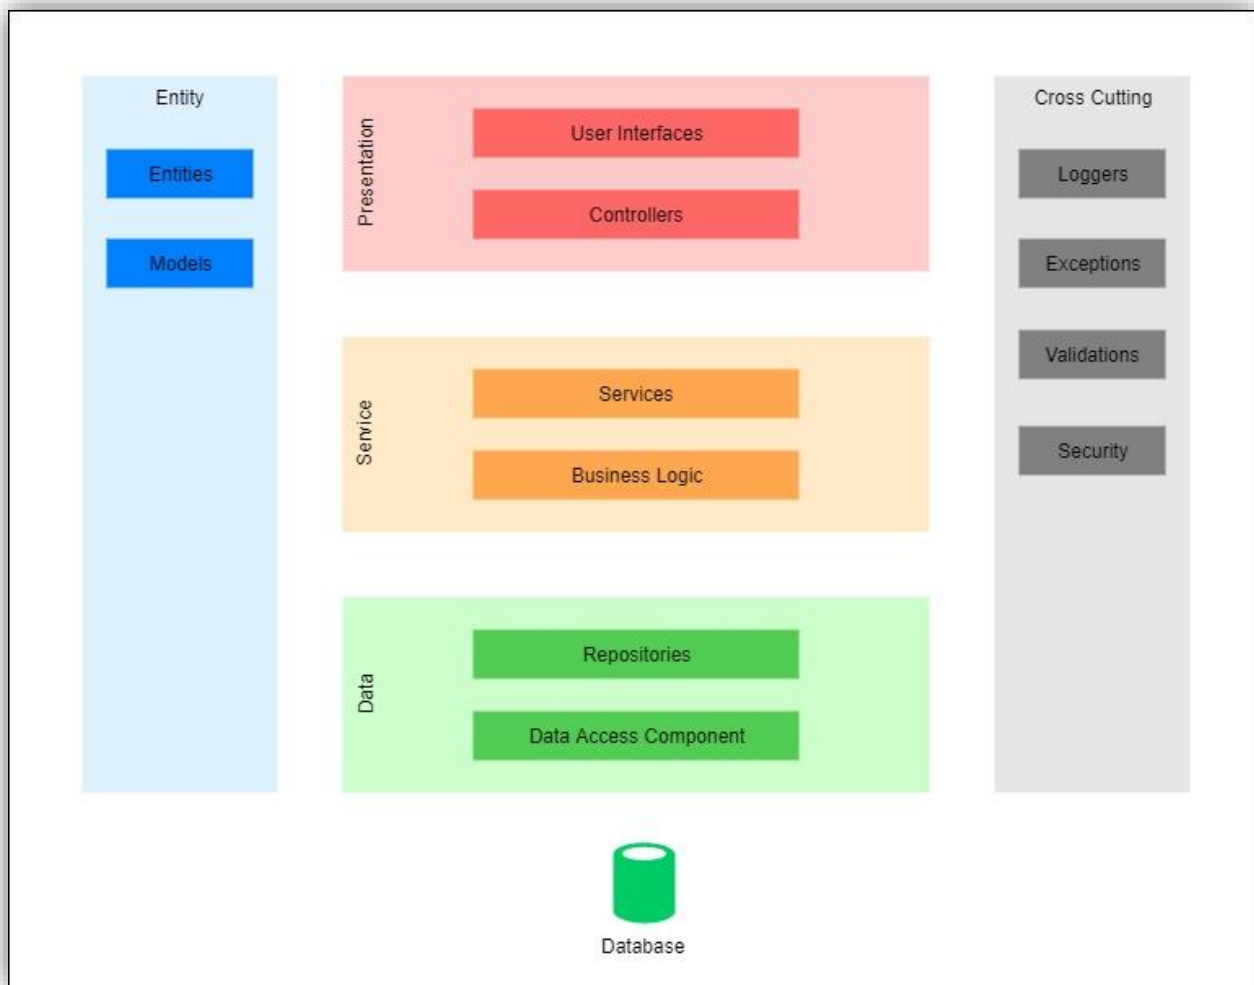 Entity
Entities
Models
Presentation
User Interfaces
Controllers
Service
Services
Business Logic
Data
Repositories
Data Access Component
Cross Cutting
Loggers
Exceptions
Validations
Security
Database